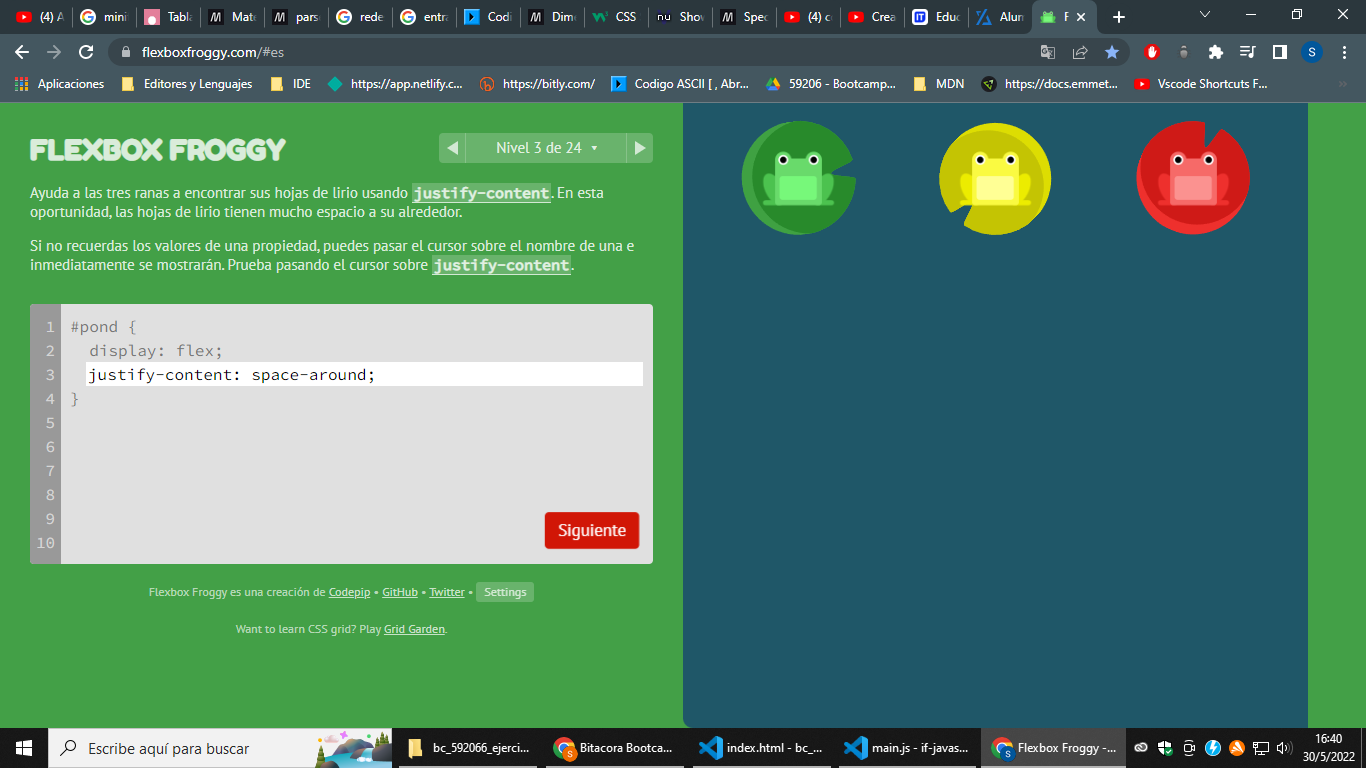 (4) A
mini
Tabla
Mate
pars
rede
entra
Codi
Dime
CSS
Show
Spec
(4) c
Crea
Educ
Alun
F
flexboxfroggy.com/#es
S
Aplicaciones
Editores y Lenguajes
IDE
https://app.netlify.c...
https://bitly.com/
Codigo ASCII [ , Abr...
59206 - Bootcamp...
MDN
https://docs.emmet...
Vscode Shortcuts F...
»
FLEXBOX FROGGY
Nivel 3 de 24
Ayuda a las tres ranas a encontrar sus hojas de lirio usando justify-content. En esta
oportunidad, las hojas de lirio tienen mucho espacio a su alrededor.
Si no recuerdas los valores de una propiedad, puedes pasar el cursor sobre el nombre de una e
inmediatamente se mostrarán. Prueba pasando el cursor sobre justify-content.
1 #pond {
2 display: flex;
3 justify-content: space-around;
4 }
5
6
7
8
9
10
Siguiente
Flexbox Froggy es una creación de Codepip • GitHub • Twitter • Settings
Want to learn CSS grid? Play Grid Garden.
Escribe aquí para buscar
bc_592066_ejerci...
Bitacora Bootca...
index.html - bc_...
main.js - if-javas...
Flexbox Froggy -...
16:40
30/5/2022